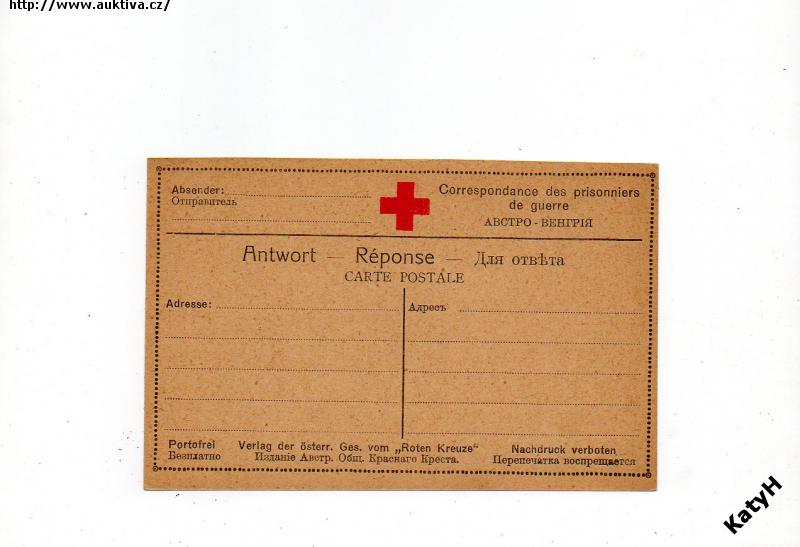 http://www.auktiva.cz/
Absender:
Отправитель
Correspondance des prisonniers
de guerre
АВСТРО - ВЕНГРІЯ
Antwort — Réponse — Для отвѣта
CARTE POSTALE
Adresse:
Адресъ
Portofrei
Безплатно
Verlag der österr. Ges. vom „Roten Kreuze"
Изданіе Австр. Общ. Краснаго Креста.
Nachdruck verboten
Перепечатка воспрещается
KatyH